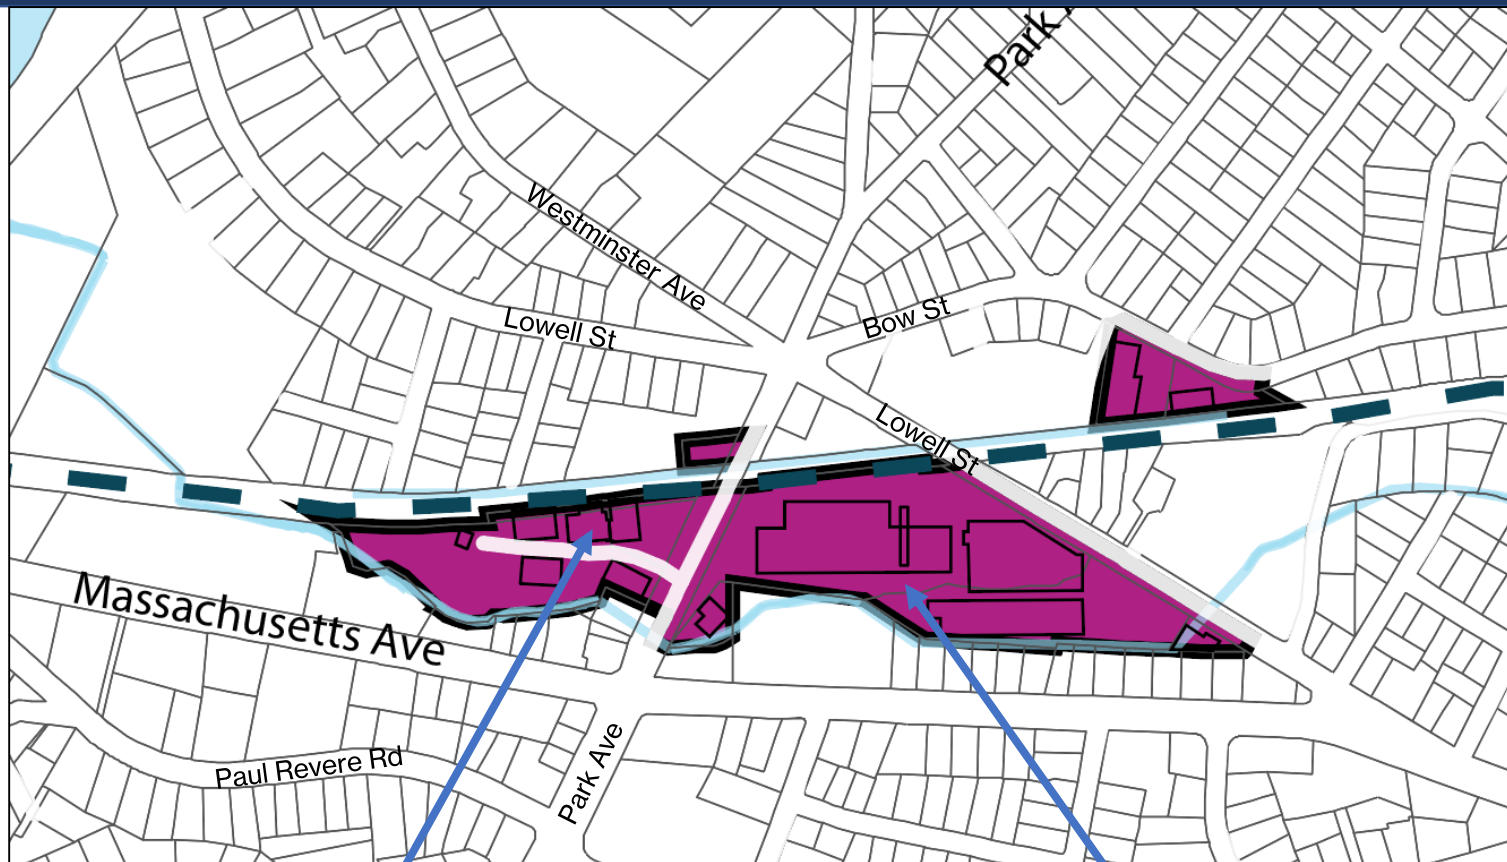 Park
Westminster Ave
Lowell St
Bow St
Lowell St
Massachusetts Ave
Paul Revere Rd
Park Ave